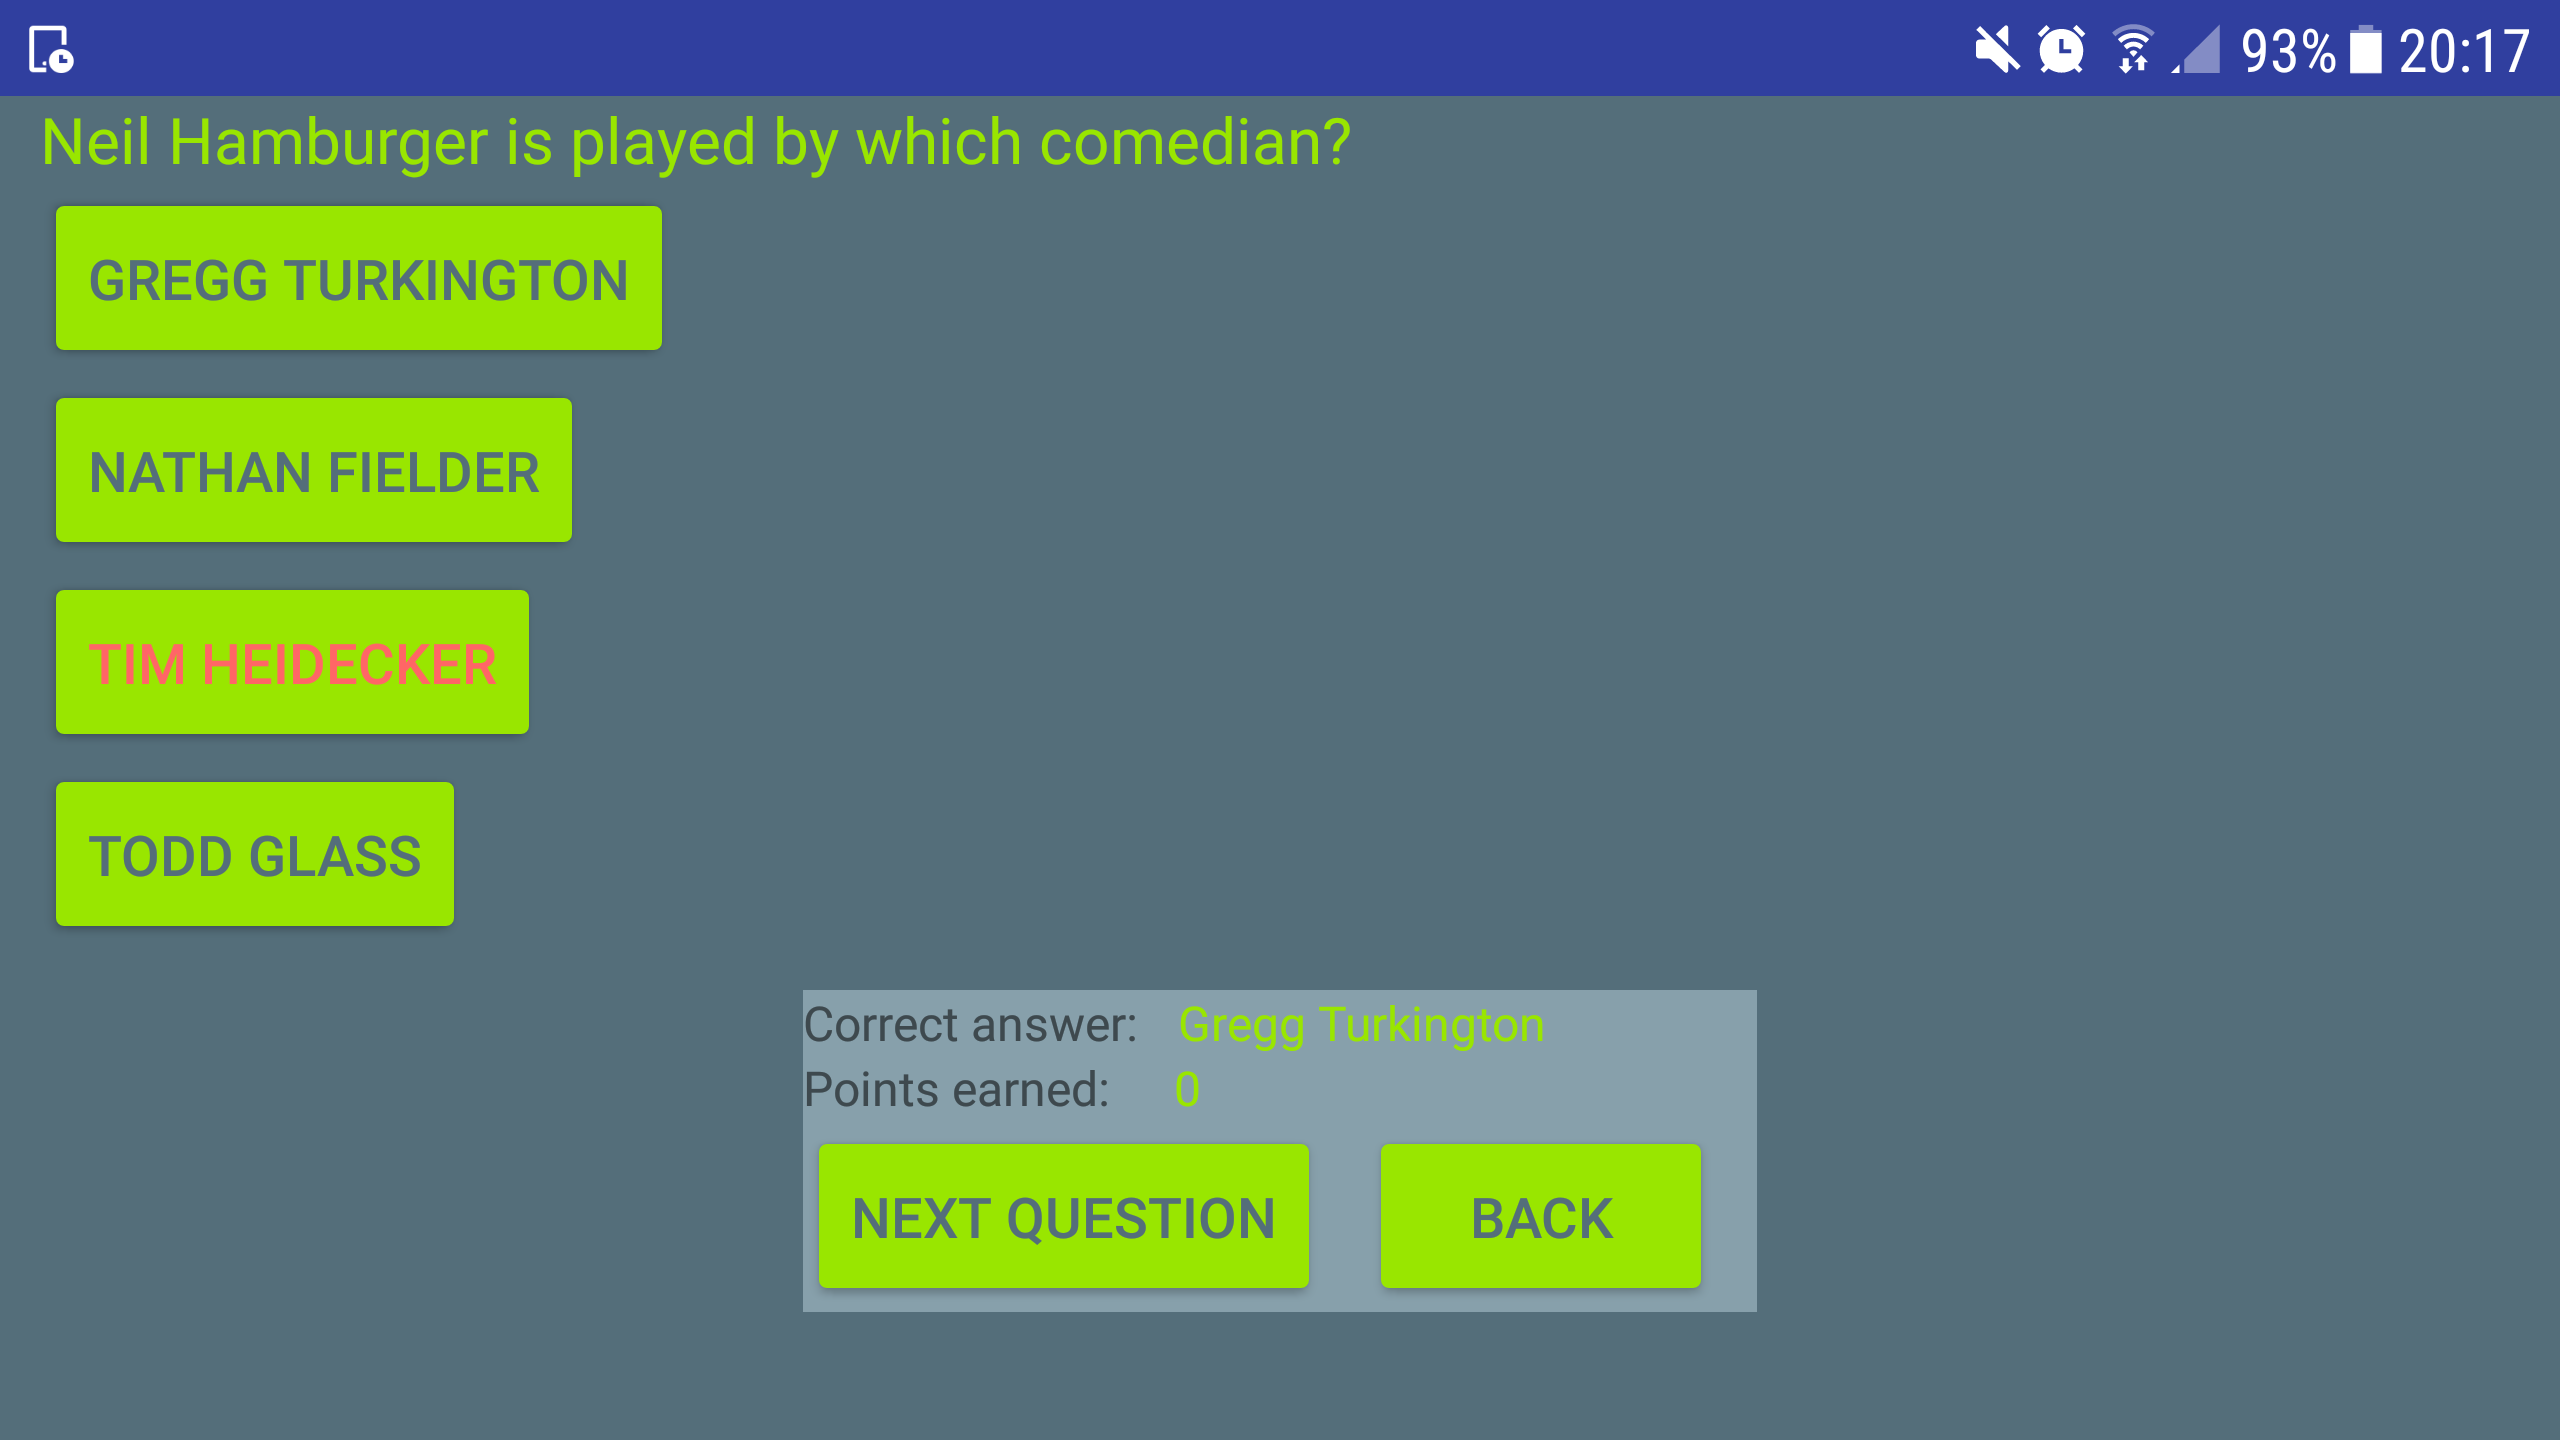 93% 20:17
Neil Hamburger is played by which comedian?
GREGG TURKINGTON
NATHAN FIELDER
TIM HEIDECKER
TODD GLASS
Correct answer: Gregg Turkington
Points earned: 0
NEXT QUESTION BACK